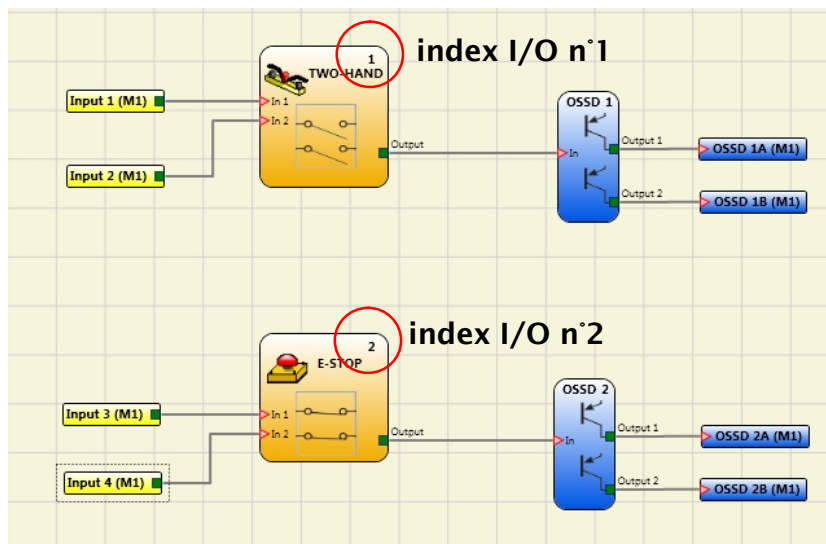 1
index I/O n°1
TWO-HAND
Input 1 (M1)
In 1
In 2
Output
Input 2 (M1)
OSSD 1
In
Output 1
OSSD 1A (M1)
Output 2
OSSD 1B (M1)
2
index I/O n°2
E-STOP
Input 3 (M1)
In 1
In 2
Output
Input 4 (M1)
OSSD 2
In
Output 1
OSSD 2A (M1)
Output 2
OSSD 2B (M1)